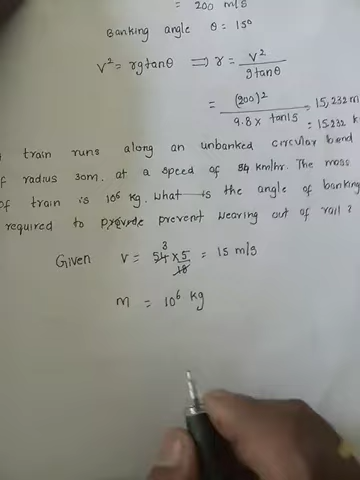 = 200 m/s
Banking angle θ = 15°
V² = rg tanθ ⟹ r = V² / g tanθ
= (200)² / 9.8 × tan15 = 15,232 m
= 15.232 k
train runs along an unbanked circular bend
of radius 30m. at a speed of 54 km/hr. The mass
of train is 10⁶ kg. What is the angle of banking
required to prevent wearing out of rail?
Given V = 54 3 × 5 / 18 = 15 m/s
m = 10⁶ kg